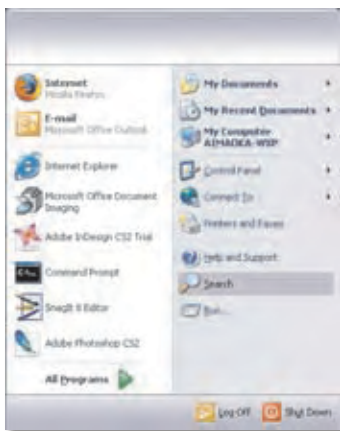 Internet
Mozilla Firefox
E-mail
Microsoft Office Outlook
Internet Explorer
Microsoft Office Document
Imaging
Adobe InDesign CS2 Trial
Command Prompt
SnagIt 8 Editor
Adobe Photoshop CS2
All Programs
My Documents
My Recent Documents
My Computer
AIMAOKA-WXP
Control Panel
Connect To
Printers and Faxes
Help and Support
Search
Run...
Log Off
Shut Down